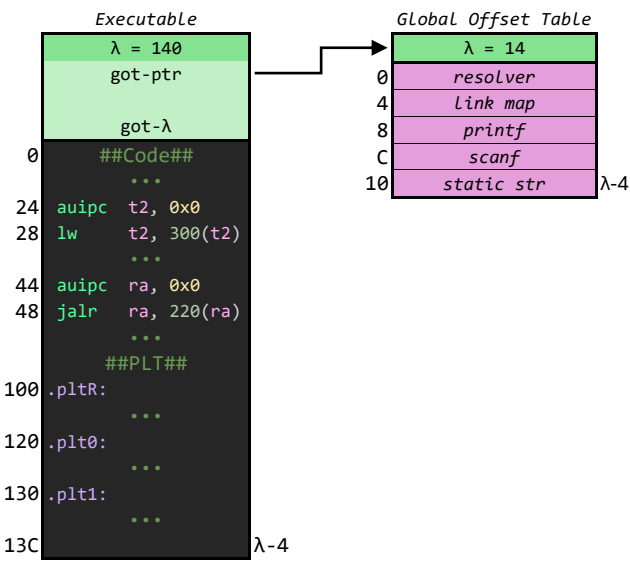 Executable
λ = 140
got-ptr
got-λ
0 ##Code##
...
24 auipc t2, 0x0
28 lw t2, 300(t2)
...
44 auipc ra, 0x0
48 jalr ra, 220(ra)
...
##PLT##
100 .pltR:
...
120 .plt0:
...
130 .plt1:
...
13C λ-4
Global Offset Table
λ = 14
0 resolver
4 link map
8 printf
C scanf
10 static str λ-4